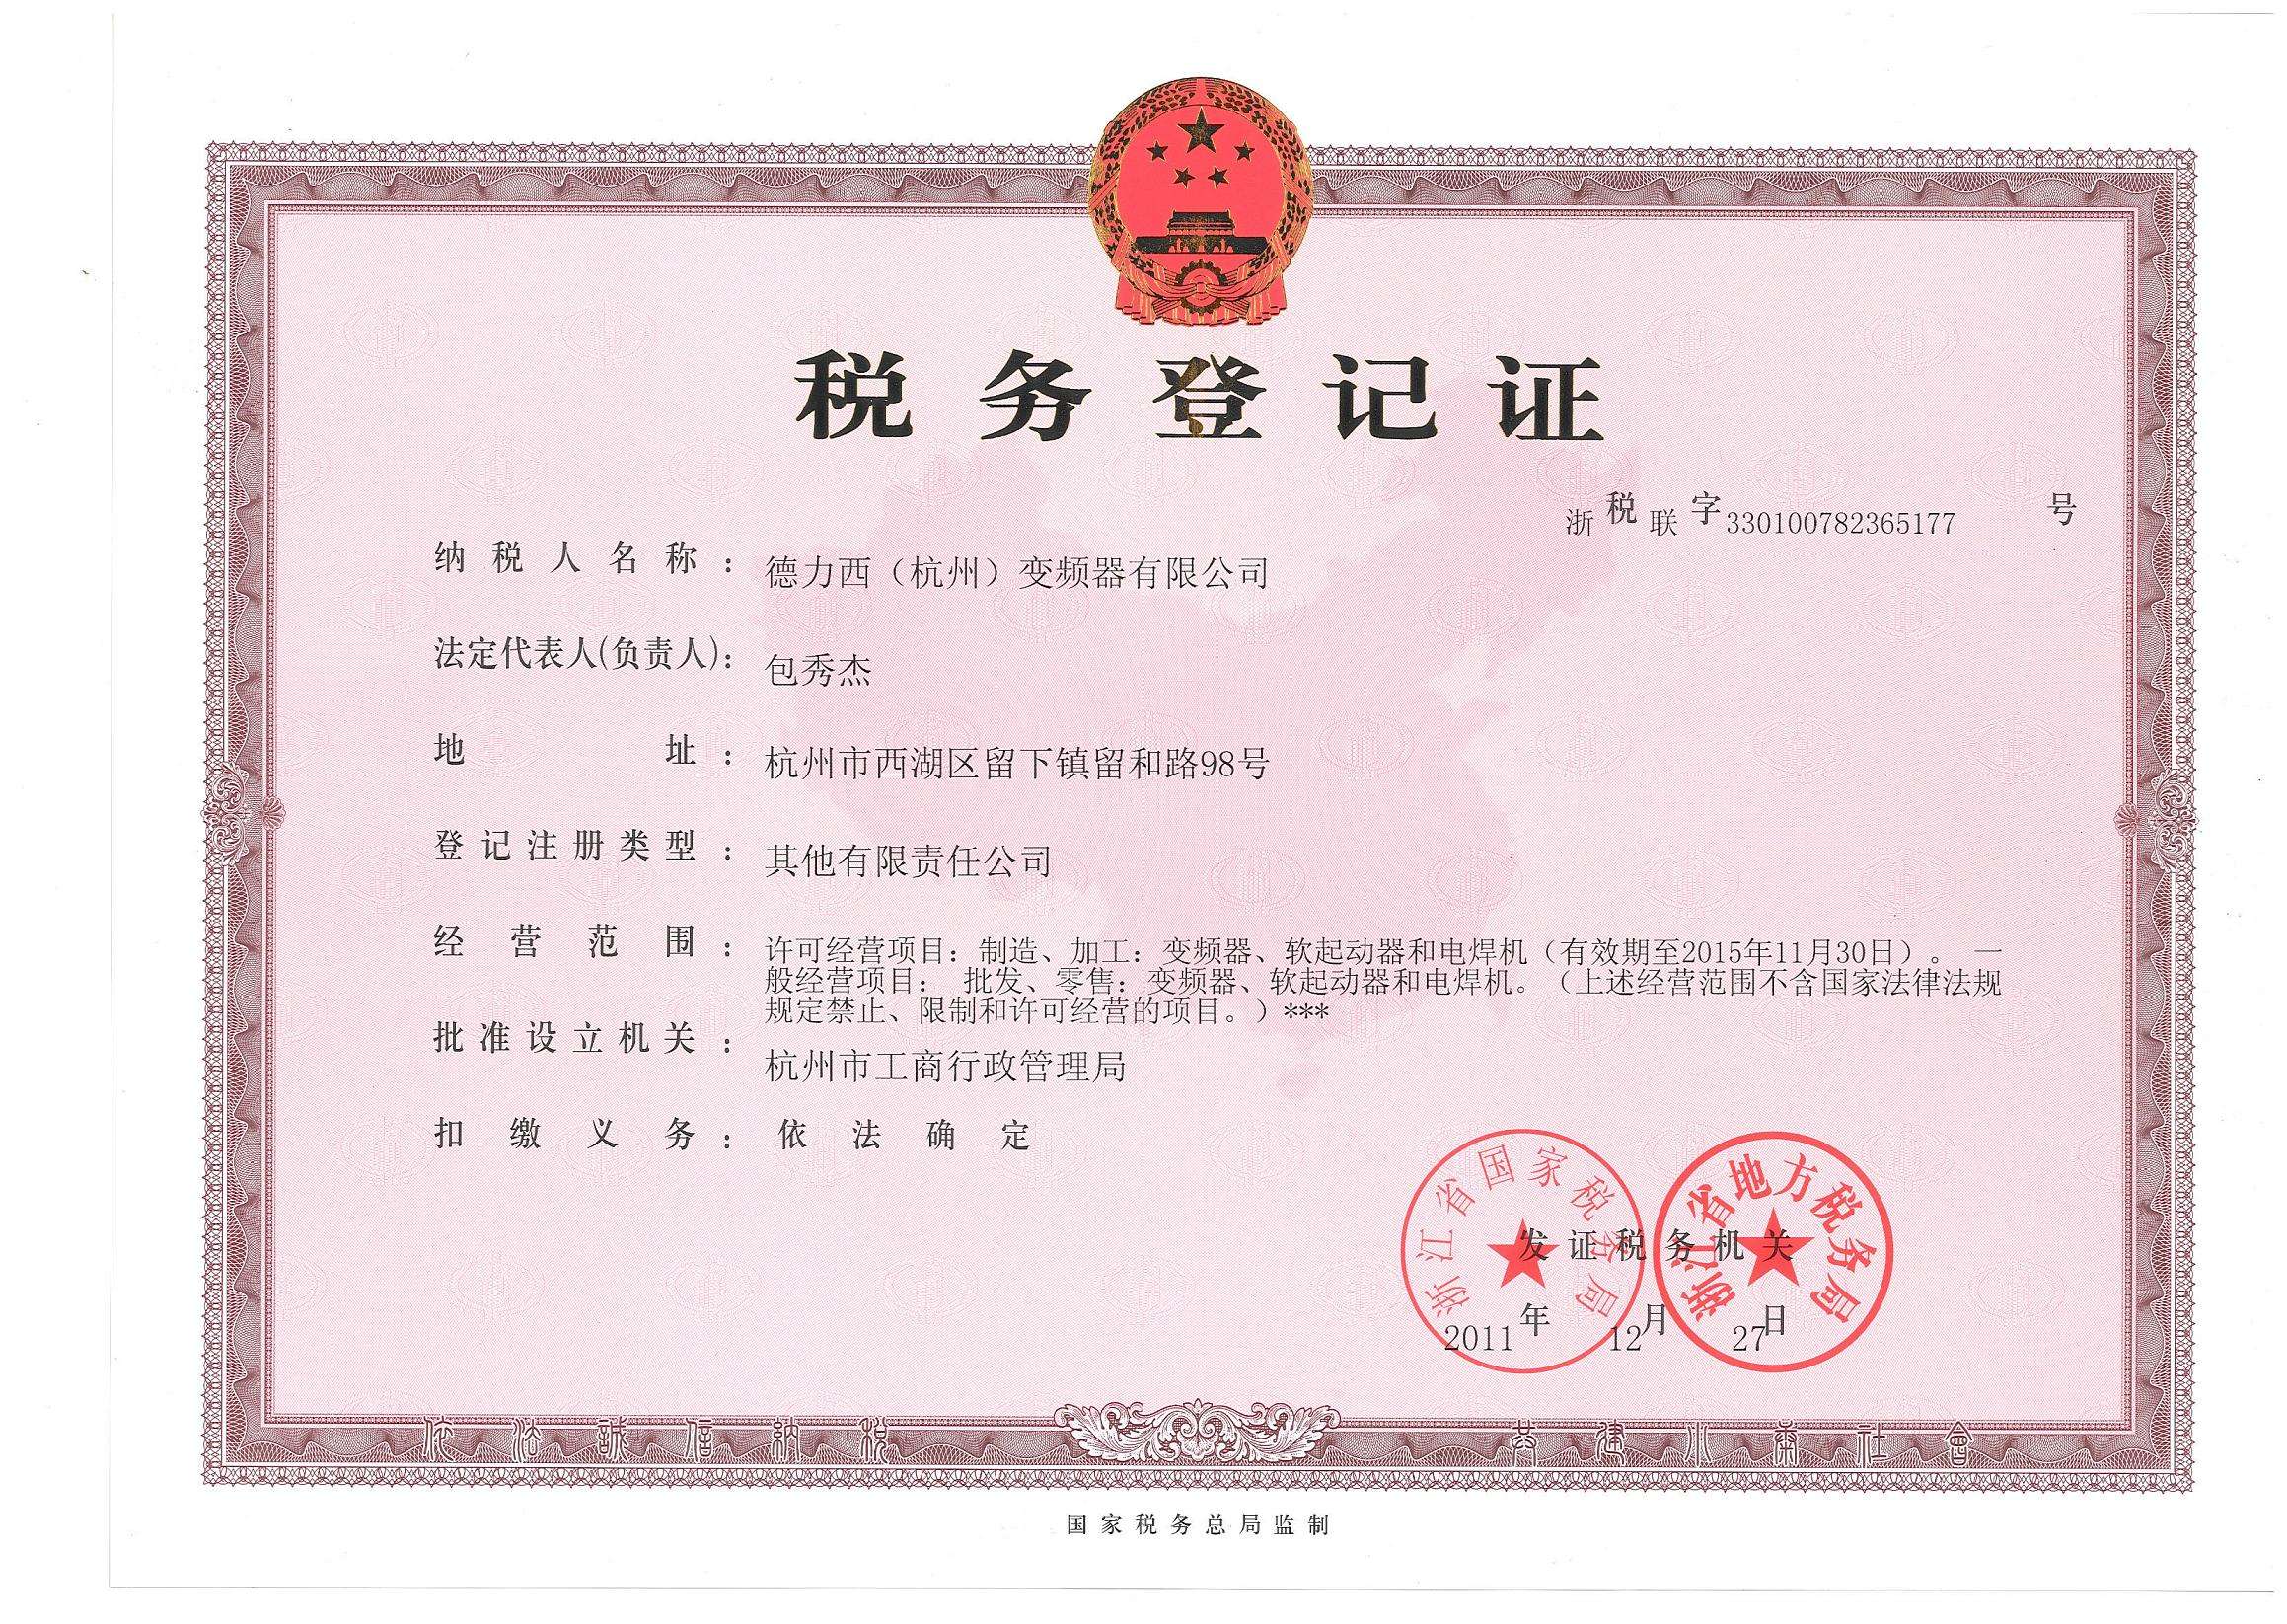 税务登记证
浙税联字330100782365177号
纳税人名称：德力西（杭州）变频器有限公司
法定代表人(负责人)：包秀杰
地址：杭州市西湖区留下镇留和路98号
登记注册类型：其他有限责任公司
经营范围：许可经营项目：制造、加工：变频器、软起动器和电焊机（有效期至2015年11月30日）。 一
般经营项目： 批发、零售：变频器、软起动器和电焊机。（上述经营范围不含国家法律法规
规定禁止、限制和许可经营的项目。）***
批准设立机关：杭州市工商行政管理局
扣缴义务：依法确定
浙江省国家税务局
浙江省地方税务局
发证税务机关
2011年12月27日
依法誠信納税
共建小康社會
国家税务总局监制